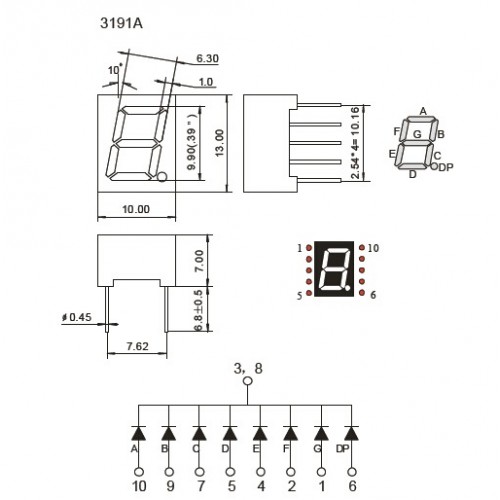 3191A
6.30
10°
1.0
9.90(.39")
13.00
10.00
2.54*4=10.16
A
F
G
B
E
C
DP
D
7.00
6.8±0.5
ø0.45
7.62
1
10
5
6
3, 8
A B C D E F G DP
10 9 7 5 4 2 1 6